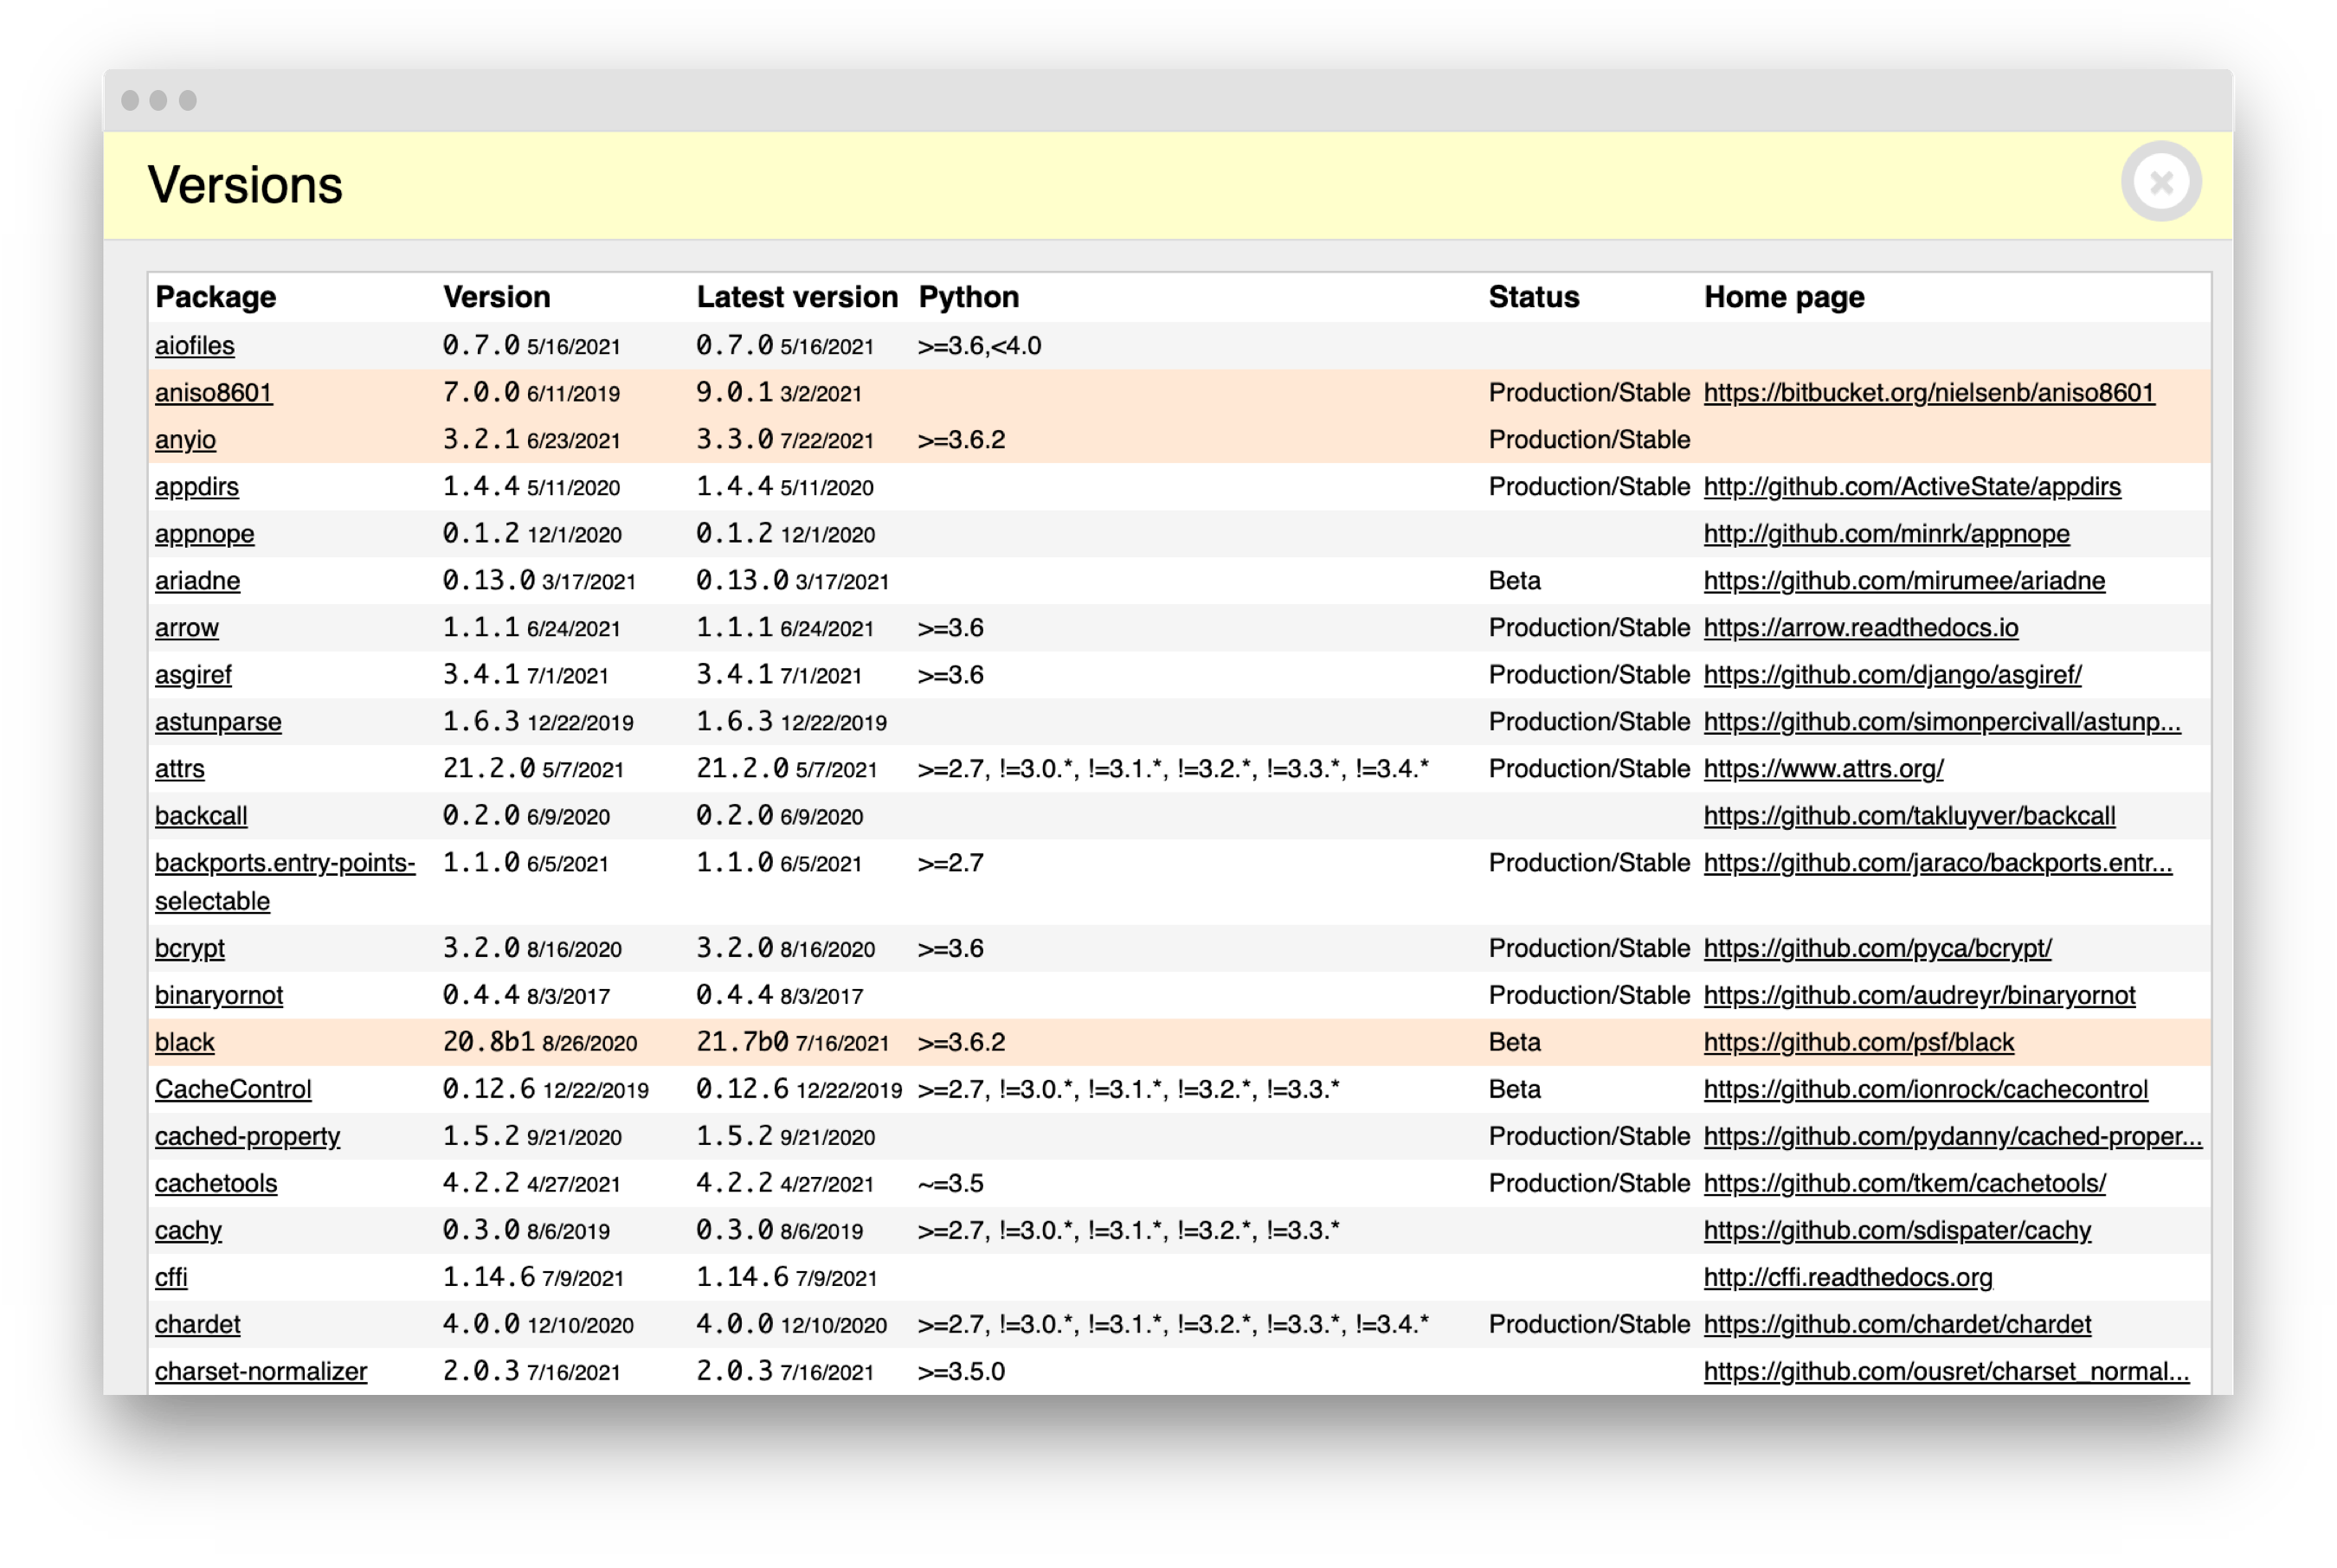 Versions
Package Version Latest version Python Status Home page
aiofiles 0.7.0 5/16/2021 0.7.0 5/16/2021 >=3.6,<4.0
aniso8601 7.0.0 6/11/2019 9.0.1 3/2/2021 Production/Stable https://bitbucket.org/nielsenb/aniso8601
anyio 3.2.1 6/23/2021 3.3.0 7/22/2021 >=3.6.2 Production/Stable
appdirs 1.4.4 5/11/2020 1.4.4 5/11/2020 Production/Stable http://github.com/ActiveState/appdirs
appnope 0.1.2 12/1/2020 0.1.2 12/1/2020 http://github.com/minrk/appnope
ariadne 0.13.0 3/17/2021 0.13.0 3/17/2021 Beta https://github.com/mirumee/ariadne
arrow 1.1.1 6/24/2021 1.1.1 6/24/2021 >=3.6 Production/Stable https://arrow.readthedocs.io
asgiref 3.4.1 7/1/2021 3.4.1 7/1/2021 >=3.6 Production/Stable https://github.com/django/asgiref/
astunparse 1.6.3 12/22/2019 1.6.3 12/22/2019 Production/Stable https://github.com/simonpercivall/astunp...
attrs 21.2.0 5/7/2021 21.2.0 5/7/2021 >=2.7, !=3.0.*, !=3.1.*, !=3.2.*, !=3.3.*, !=3.4.* Production/Stable https://www.attrs.org/
backcall 0.2.0 6/9/2020 0.2.0 6/9/2020 https://github.com/takluyver/backcall
backports.entry-points- 1.1.0 6/5/2021 1.1.0 6/5/2021 >=2.7 Production/Stable https://github.com/jaraco/backports.entr...
selectable
bcrypt 3.2.0 8/16/2020 3.2.0 8/16/2020 >=3.6 Production/Stable https://github.com/pyca/bcrypt/
binaryornot 0.4.4 8/3/2017 0.4.4 8/3/2017 Production/Stable https://github.com/audreyr/binaryornot
black 20.8b1 8/26/2020 21.7b0 7/16/2021 >=3.6.2 Beta https://github.com/psf/black
CacheControl 0.12.6 12/22/2019 0.12.6 12/22/2019 >=2.7, !=3.0.*, !=3.1.*, !=3.2.*, !=3.3.* Beta https://github.com/ionrock/cachecontrol
cached-property 1.5.2 9/21/2020 1.5.2 9/21/2020 Production/Stable https://github.com/pydanny/cached-proper...
cachetools 4.2.2 4/27/2021 4.2.2 4/27/2021 ~=3.5 Production/Stable https://github.com/tkem/cachetools/
cachy 0.3.0 8/6/2019 0.3.0 8/6/2019 >=2.7, !=3.0.*, !=3.1.*, !=3.2.*, !=3.3.* https://github.com/sdispater/cachy
cffi 1.14.6 7/9/2021 1.14.6 7/9/2021 http://cffi.readthedocs.org
chardet 4.0.0 12/10/2020 4.0.0 12/10/2020 >=2.7, !=3.0.*, !=3.1.*, !=3.2.*, !=3.3.*, !=3.4.* Production/Stable https://github.com/chardet/chardet
charset-normalizer 2.0.3 7/16/2021 2.0.3 7/16/2021 >=3.5.0 https://github.com/ousret/charset_normal...